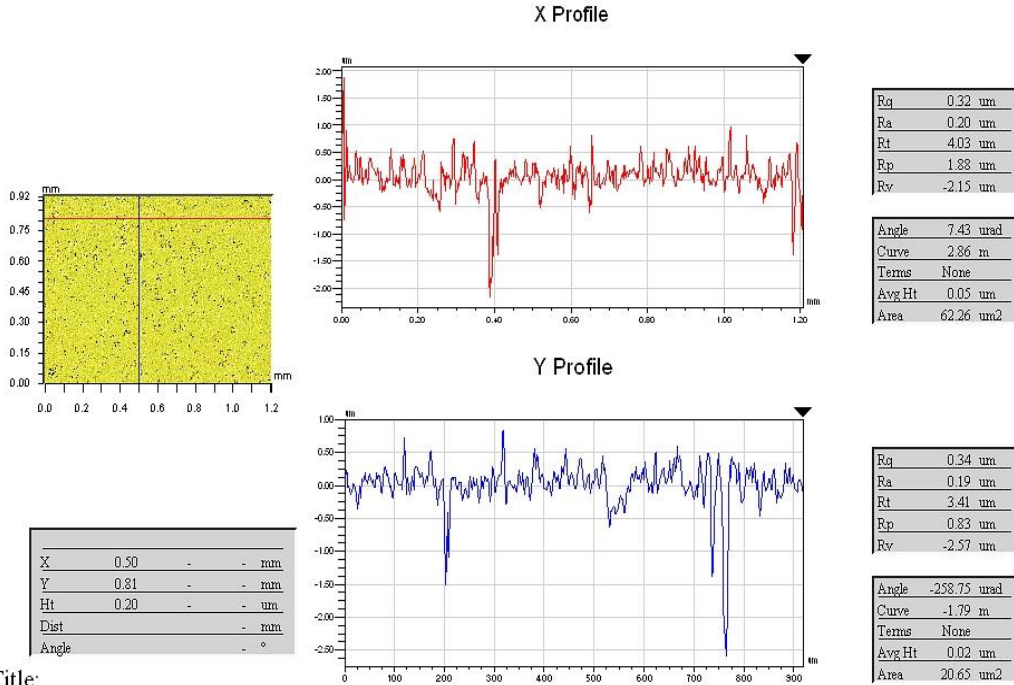 X Profile
um
2.00
1.50
1.00
0.50
0.00
-0.50
-1.00
-1.50
-2.00
0.00 0.20 0.40 0.60 0.80 1.00 1.20
mm
Rq 0.32 um
Ra 0.20 um
Rt 4.03 um
Rp 1.88 um
Rv -2.15 um
Angle 7.43 urad
Curve 2.86 m
Terms None
Avg Ht 0.05 um
Area 62.26 um2
mm
0.92
0.75
0.60
0.46
0.30
0.15
0.00
mm
0.0 0.2 0.4 0.6 0.8 1.0 1.2
Y Profile
um
1.00
0.50
0.00
-0.50
-1.00
-1.50
-2.00
-2.50
um
0 100 200 300 400 500 600 700 800 900
Rq 0.34 um
Ra 0.19 um
Rt 3.41 um
Rp 0.83 um
Rv -2.57 um
Angle -258.75 urad
Curve -1.79 m
Terms None
Avg Ht 0.02 um
Area 20.65 um2
X 0.50 - - mm
Y 0.81 - - mm
Ht 0.20 - - um
Dist - mm
Angle - °
Title: